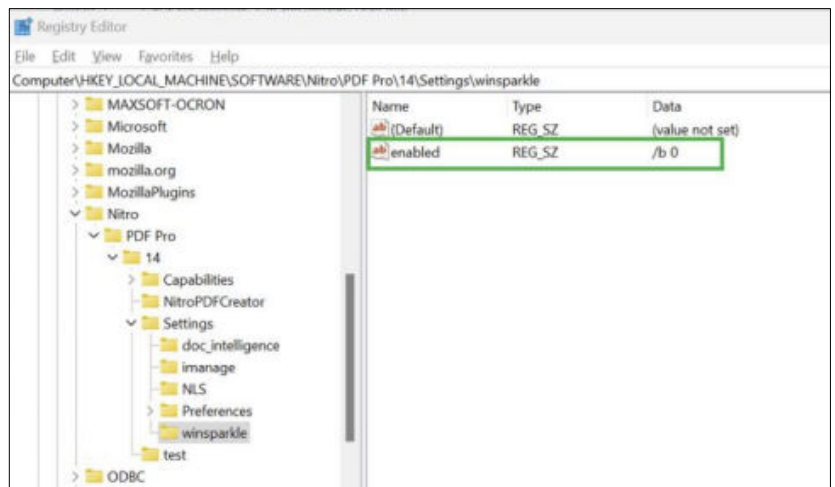 Registry Editor
File Edit View Favorites Help
Computer\HKEY_LOCAL_MACHINE\SOFTWARE\Nitro\PDF Pro\14\Settings\winsparkle
MAXSOFT-OCRON
Microsoft
Mozilla
mozilla.org
MozillaPlugins
Nitro
PDF Pro
14
Capabilities
NitroPDFCreator
Settings
doc_intelligence
imanage
NLS
Preferences
winsparkle
test
ODBC
Name Type Data
ab (Default) REG_SZ (value not set)
ab enabled REG_SZ /b 0